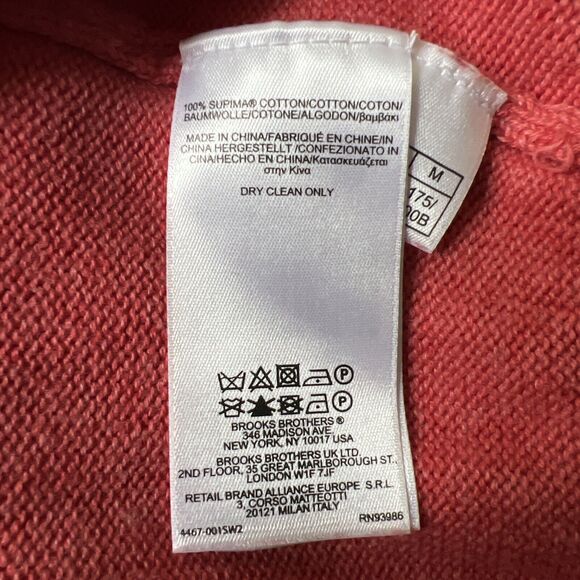 100% SUPIMA® COTTON/COTTON/COTON/
BAUMWOLLE/COTONE/ALGODON/βαμβάκι
MADE IN CHINA/FABRIQUÉ EN CHINE/IN
CHINA HERGESTELLT /CONFEZIONATO IN
CINA/HECHO EN CHINA/Κατασκευάζεται
στην Κίνα
DRY CLEAN ONLY
M
175/
BROOKS BROTHERS ®
346 MADISON AVE.
NEW YORK, NY 10017 USA
BROOKS BROTHERS UK LTD.
2ND FLOOR, 35 GREAT MARLBOROUGH ST.,
LONDON W1F 7JF
RETAIL BRAND ALLIANCE EUROPE S.R.L.
3, CORSO MATTEOTTI
20121 MILAN ITALY
4467-001SW2 RN93986